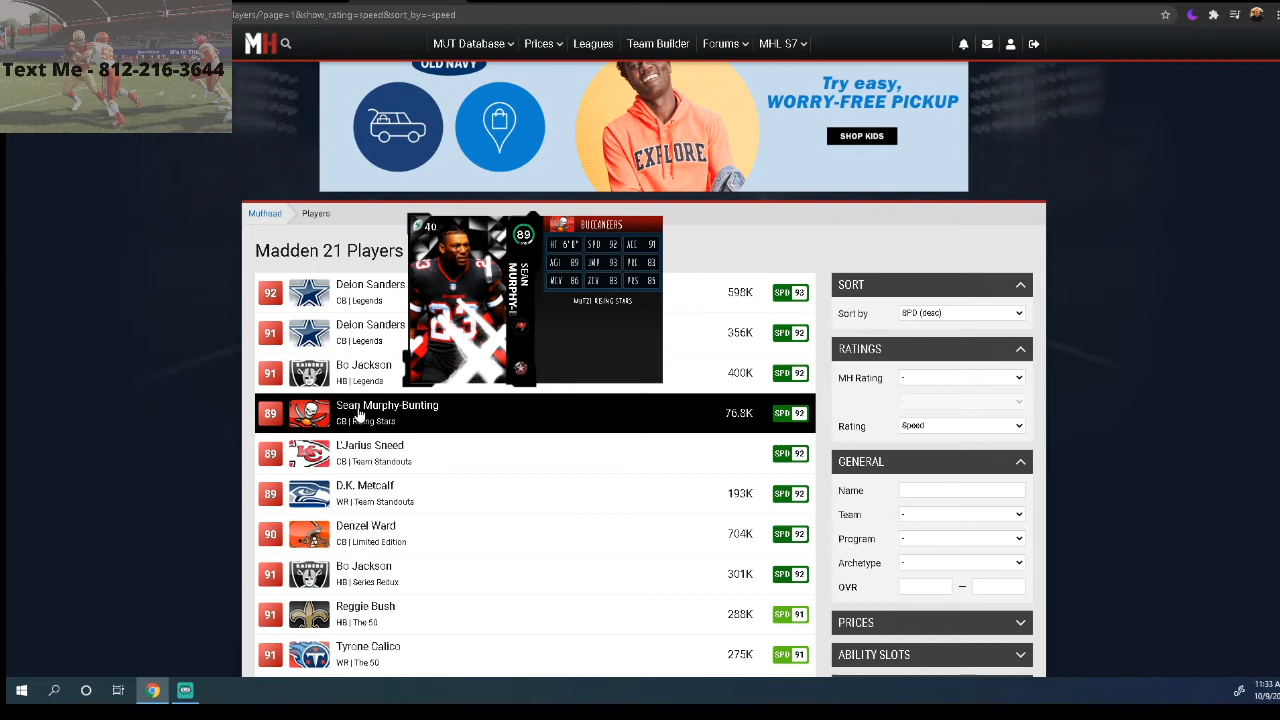 layers/?page=1&show_rating=speed&sort_by=-speed
Text Me - 812-216-3644
MH
MUT Database Prices Leagues Team Builder Forums MHL S7
OLD NAVY
Try easy,
WORRY-FREE PICKUP
SHOP KIDS
EXPLORE
Muthead Players
Madden 21 Players
40
89
SEAN
MURPHY-B
23
BUCCANEERS
HT 6' 0" SPD 92 ACC 91
AGI 89 JMP 93 PRC 83
MCV 86 ZCV 83 PRS 85
MUT21 RISING STARS
92 Deion Sanders 598K SPD 93
CB | Legends
91 Deion Sanders 356K SPD 92
CB | Legends
91 Bo Jackson 400K SPD 92
HB | Legends
89 Sean Murphy-Bunting 76.8K SPD 92
CB | Rising Stars
89 L'Jarius Sneed SPD 92
CB | Team Standouts
89 D.K. Metcalf 193K SPD 92
WR | Team Standouts
90 Denzel Ward 704K SPD 92
CB | Limited Edition
91 Bo Jackson 301K SPD 92
HB | Series Redux
91 Reggie Bush 288K SPD 91
HB | The 50
91 Tyrone Calico 275K SPD 91
WR | The 50
SORT
Sort by SPD (desc)
RATINGS
MH Rating -
-
Rating Speed
GENERAL
Name
Team -
Program -
Archetype -
OVR —
PRICES
ABILITY SLOTS
11:33 A
10/9/20